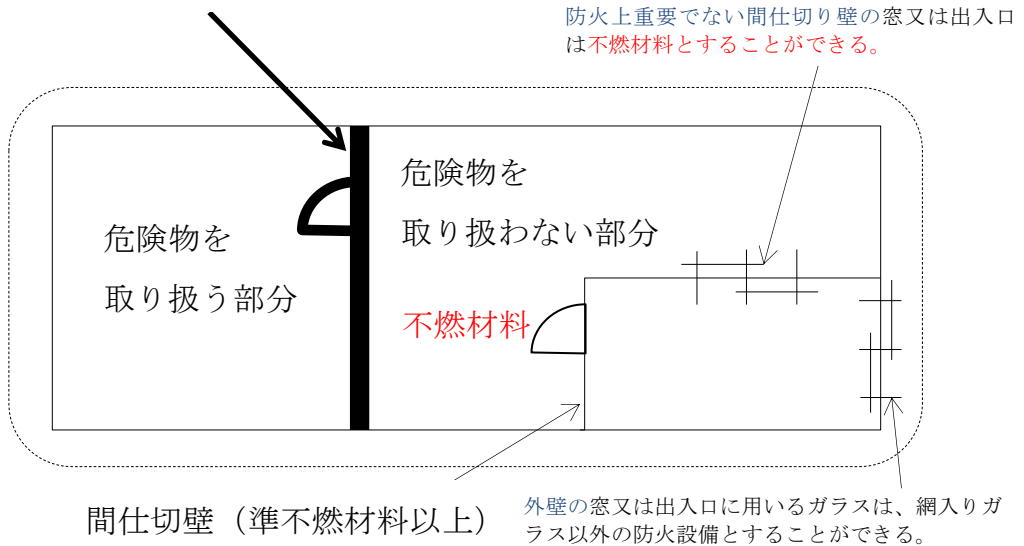 防火上重要でない間仕切り壁の窓又は出入口
は不燃材料とすることができる。
危険物を
取り扱わない部分
危険物を
取り扱う部分
不燃材料
間仕切壁（準不燃材料以上）
外壁の窓又は出入口に用いるガラスは、網入りガ
ラス以外の防火設備とすることができる。